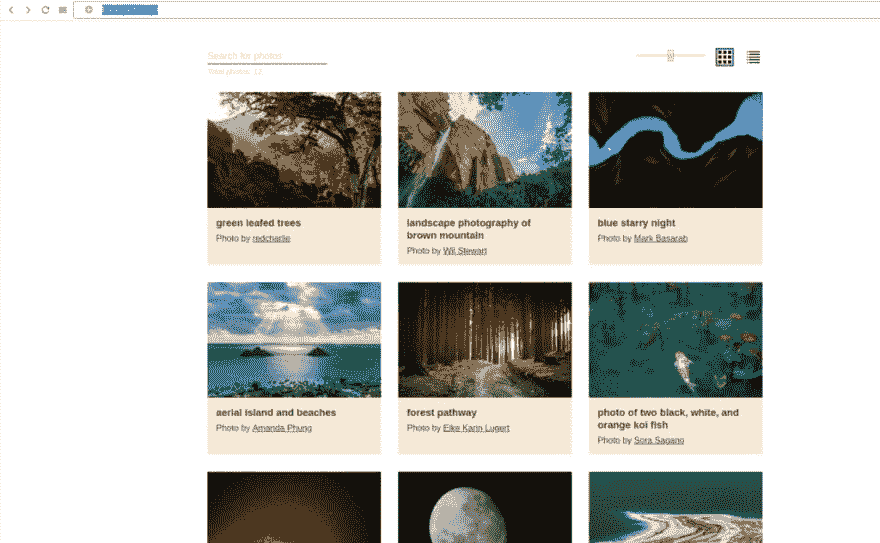 Search for photos
Total photos: 12
green leafed trees
Photo by redcharlie
landscape photography of
brown mountain
Photo by Wil Stewart
blue starry night
Photo by Mark Basarab
aerial island and beaches
Photo by Amanda Phung
forest pathway
Photo by Eike Karin Lugert
photo of two black, white, and
orange koi fish
Photo by Sora Sagano